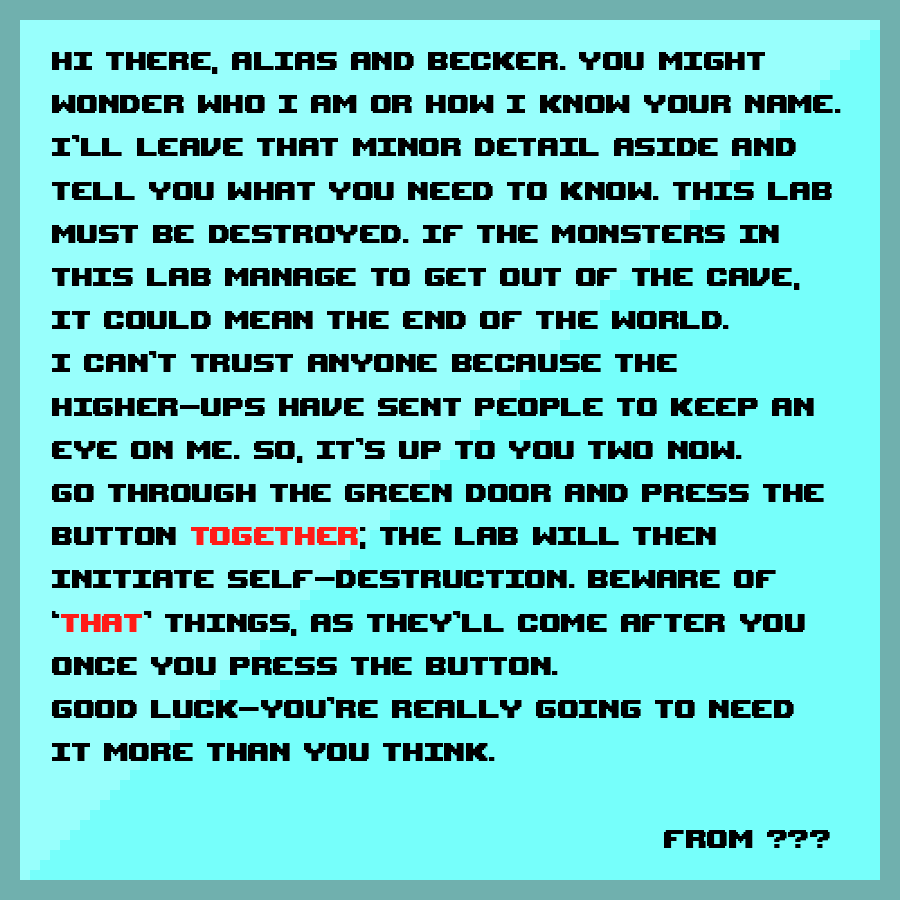 HI THERE, ALIAS AND BECKER. YOU MIGHT
WONDER WHO I AM OR HOW I KNOW YOUR NAME.
I'LL LEAVE THAT MINOR DETAIL ASIDE AND
TELL YOU WHAT YOU NEED TO KNOW. THIS LAB
MUST BE DESTROYED. IF THE MONSTERS IN
THIS LAB MANAGE TO GET OUT OF THE CAVE,
IT COULD MEAN THE END OF THE WORLD.
I CAN'T TRUST ANYONE BECAUSE THE
HIGHER-UPS HAVE SENT PEOPLE TO KEEP AN
EYE ON ME. SO, IT'S UP TO YOU TWO NOW.
GO THROUGH THE GREEN DOOR AND PRESS THE
BUTTON TOGETHER; THE LAB WILL THEN
INITIATE SELF-DESTRUCTION. BEWARE OF
'THAT' THINGS, AS THEY'LL COME AFTER YOU
ONCE YOU PRESS THE BUTTON.
GOOD LUCK—YOU'RE REALLY GOING TO NEED
IT MORE THAN YOU THINK.
FROM ???